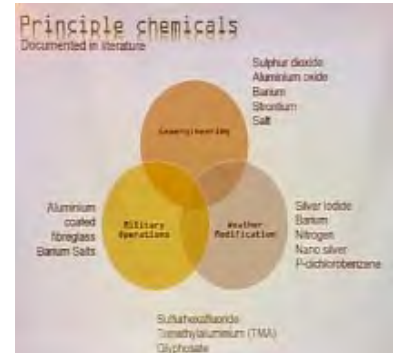 Principle chemicals
Documented in literature
Sulphur dioxide
Aluminium oxide
Barium
Strontium
Salt
Geoengineering
Aluminium
coated
fibreglass
Barium Salts
Military
Operations
Weather
Modification
Silver Iodide
Barium
Nitrogen
Nano silver
P-dichlorobenzene
Sulfurhexafluoride
Trimethylaluminium (TMA)
Glyphosate